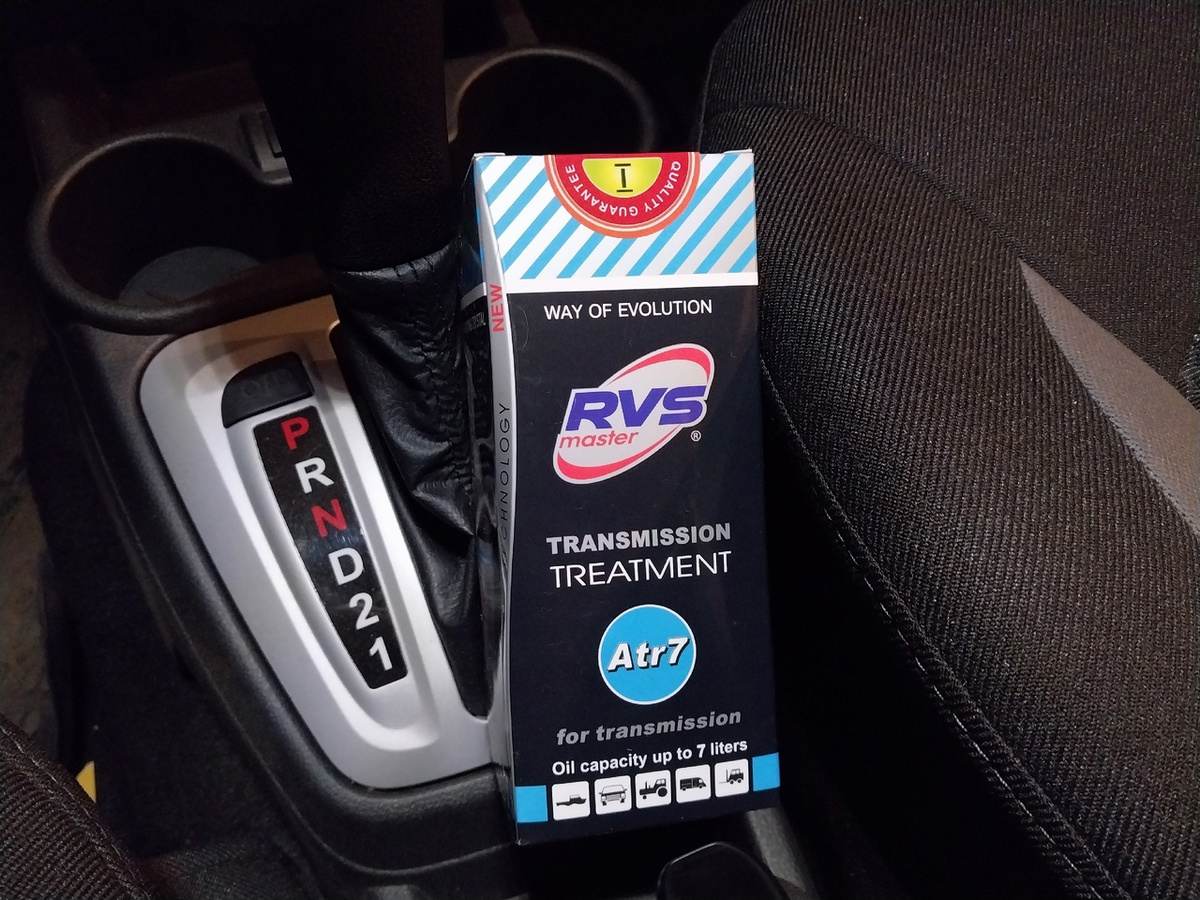 I
QUALITY GUARANTEE
NEW
WAY OF EVOLUTION
RVS
master
®
TRANSMISSION
TREATMENT
Atr7
for transmission
Oil capacity up to 7 liters
P
R
N
D
2
1